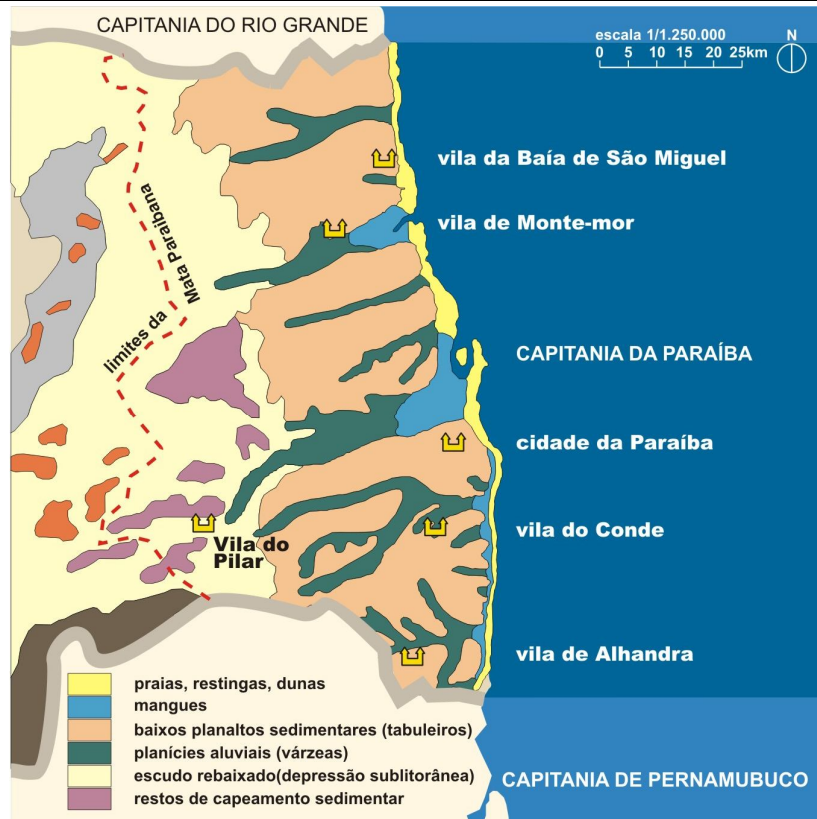 CAPITANIA DO RIO GRANDE
escala 1/1.250.000
0 5 10 15 20 25km
N
vila da Baía de São Miguel
vila de Monte-mor
limites da Mata Paraibana
CAPITANIA DA PARAÍBA
cidade da Paraíba
vila do Conde
Vila do
Pilar
vila de Alhandra
praias, restingas, dunas
mangues
baixos planaltos sedimentares (tabuleiros)
planícies aluviais (várzeas)
escudo rebaixado(depressão sublitorânea)
restos de capeamento sedimentar
CAPITANIA DE PERNAMUBUCO